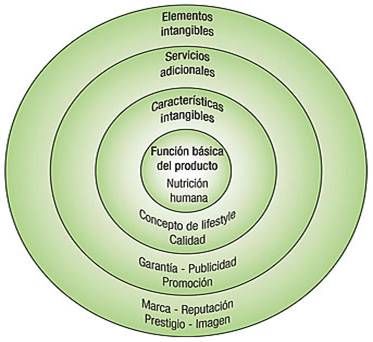 Elementos
intangibles
Servicios
adicionales
Características
intangibles
Función básica
del producto
Nutrición
humana
Concepto de lifestyle
Calidad
Garantía - Publicidad
Promoción
Marca - Reputación
Prestigio - Imagen